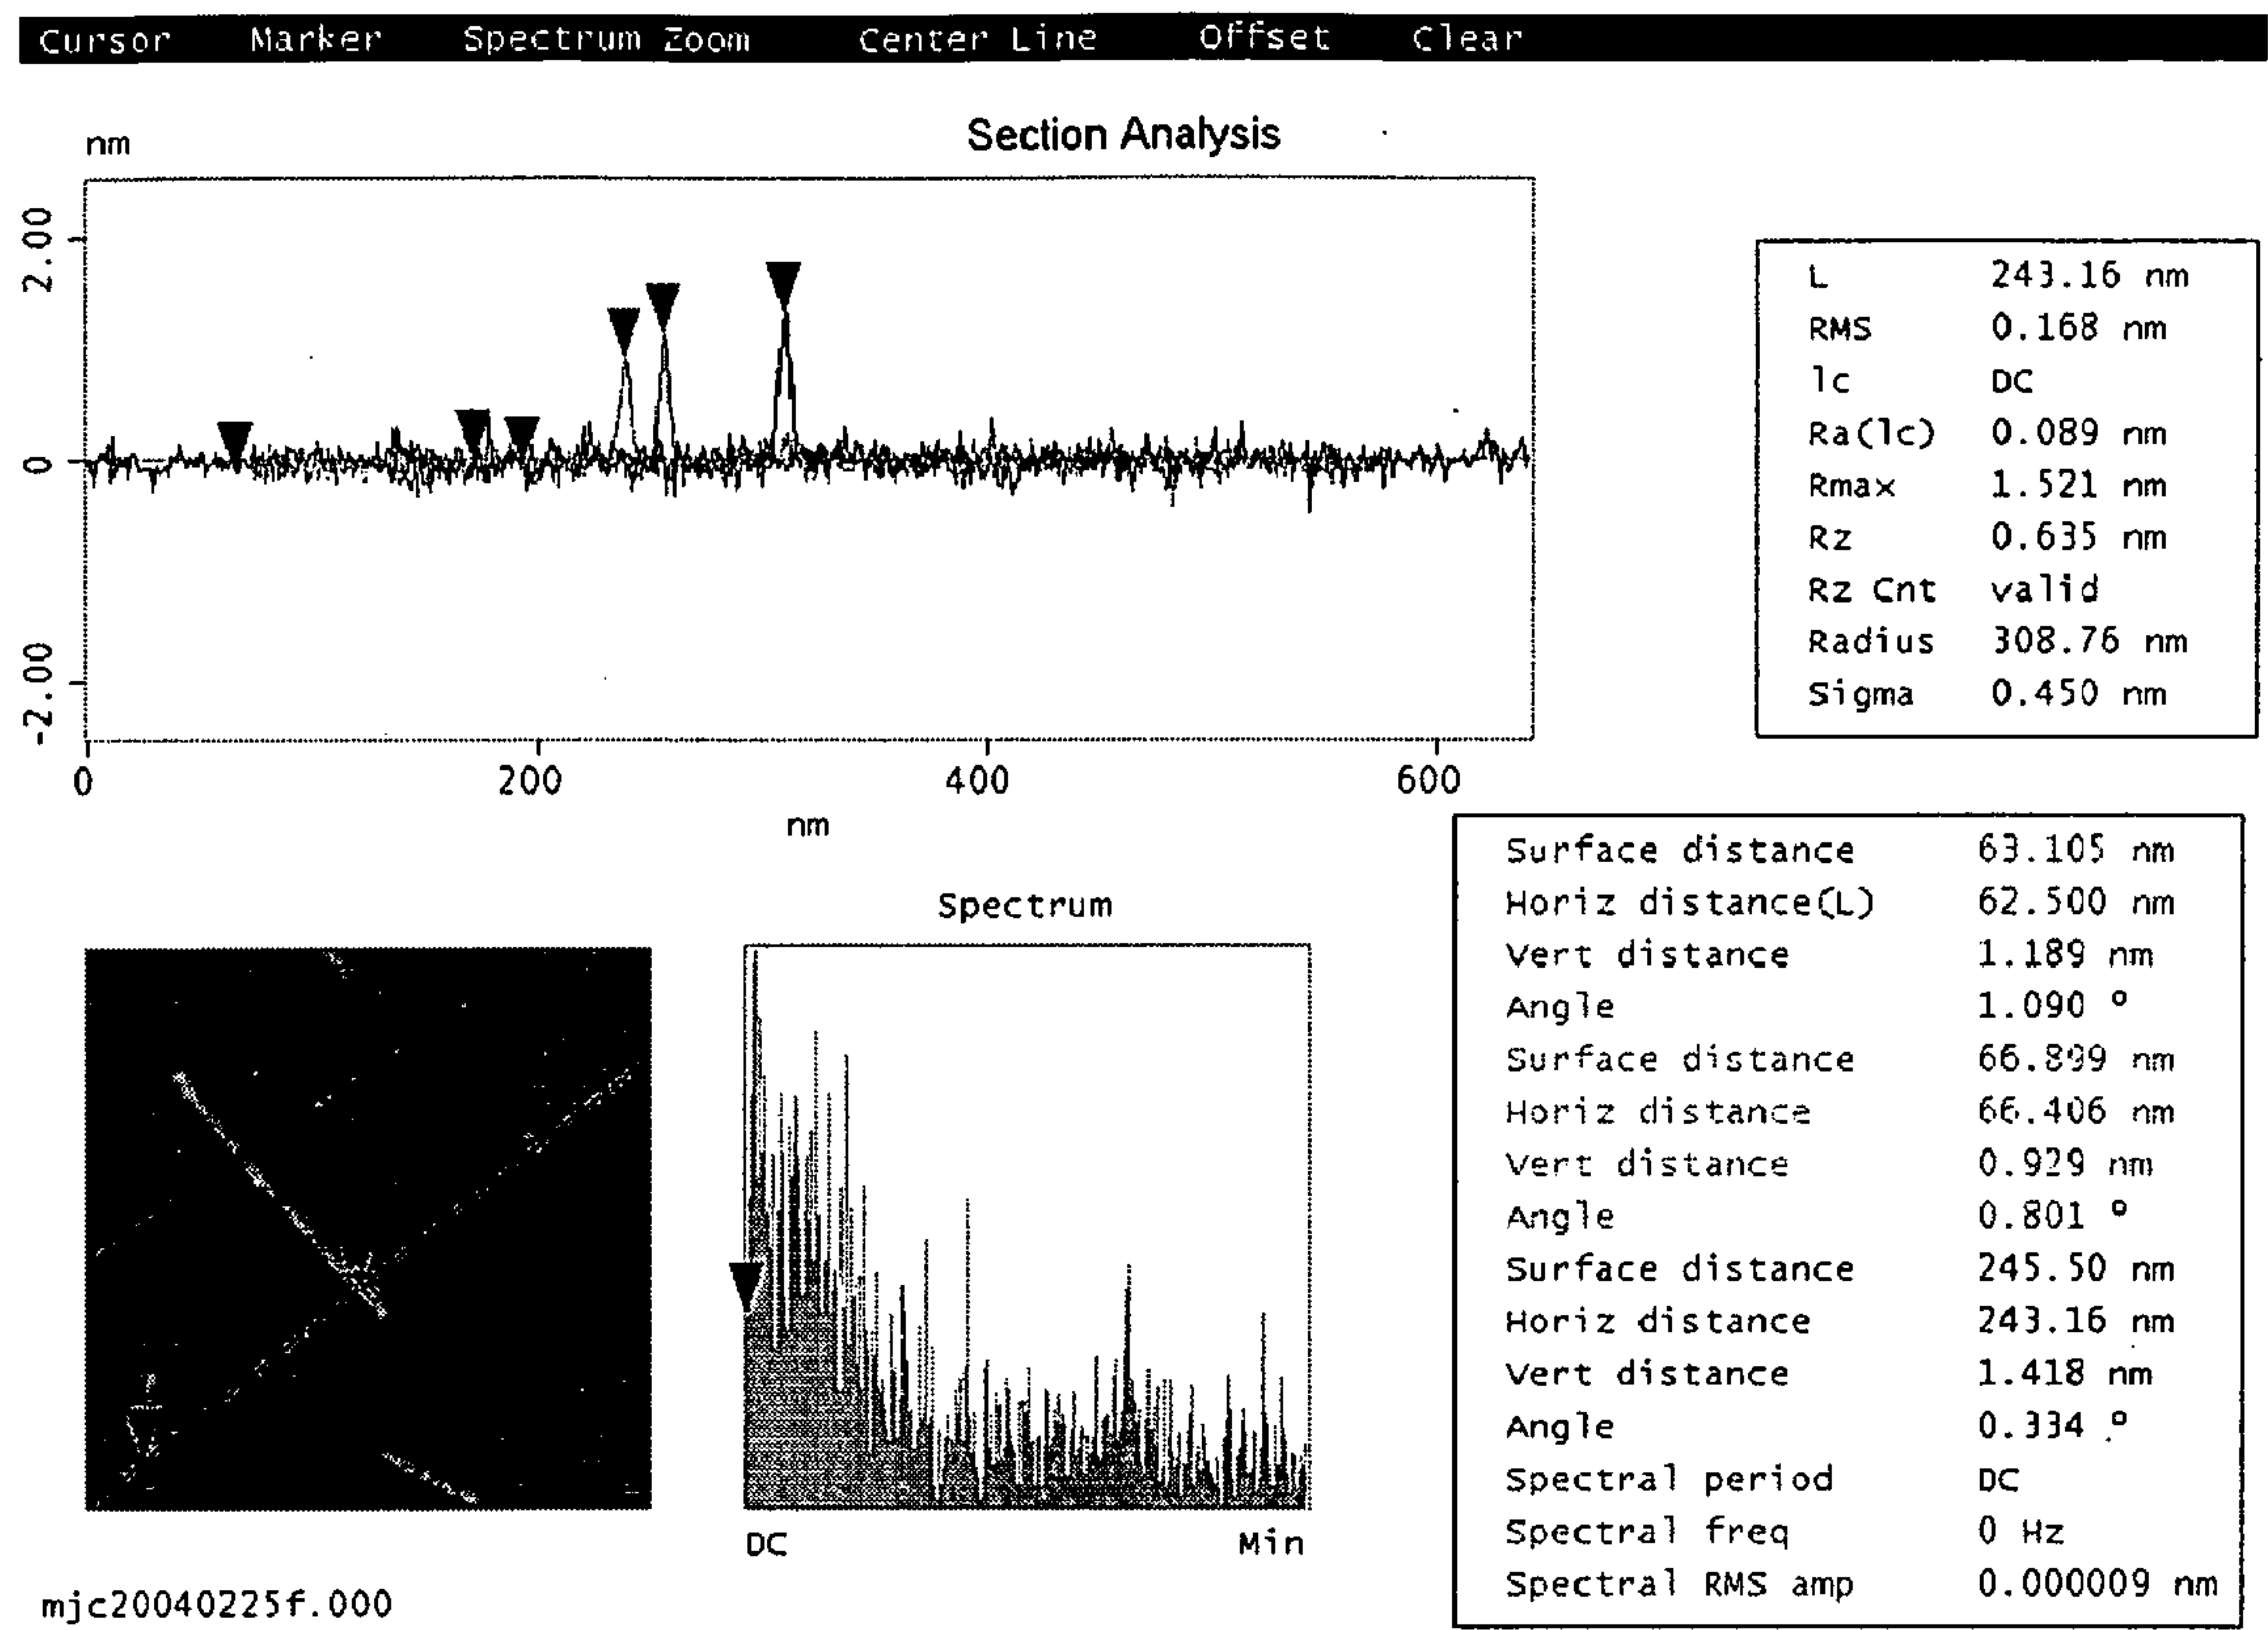 Cursor Marker Spectrum Zoom Center Line Offset Clear
Section Analysis
nm
2.00
0
-2.00
0 200 400 600
nm
L 243.16 nm
RMS 0.168 nm
lc DC
Ra(lc) 0.089 nm
Rmax 1.521 nm
Rz 0.635 nm
Rz Cnt valid
Radius 308.76 nm
Sigma 0.450 nm
Surface distance 63.105 nm
Horiz distance(L) 62.500 nm
Vert distance 1.189 nm
Angle 1.090 °
Surface distance 66.899 nm
Horiz distance 66.406 nm
Vert distance 0.929 nm
Angle 0.801 °
Surface distance 245.50 nm
Horiz distance 243.16 nm
Vert distance 1.418 nm
Angle 0.334 °
Spectral period DC
Spectral freq 0 Hz
Spectral RMS amp 0.000009 nm
Spectrum
DC Min
mjc20040225f.000